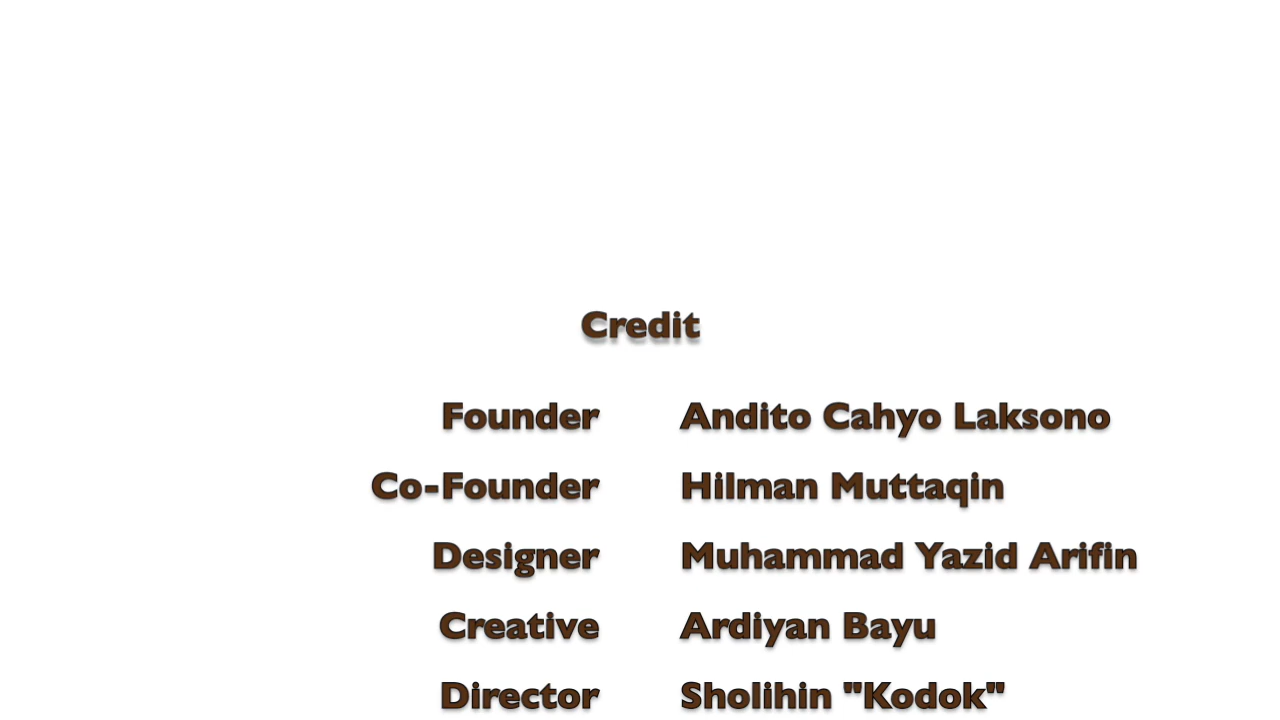 Credit
Founder Andito Cahyo Laksono
Co-Founder Hilman Muttaqin
Designer Muhammad Yazid Arifin
Creative Ardiyan Bayu
Director Sholihin "Kodok"